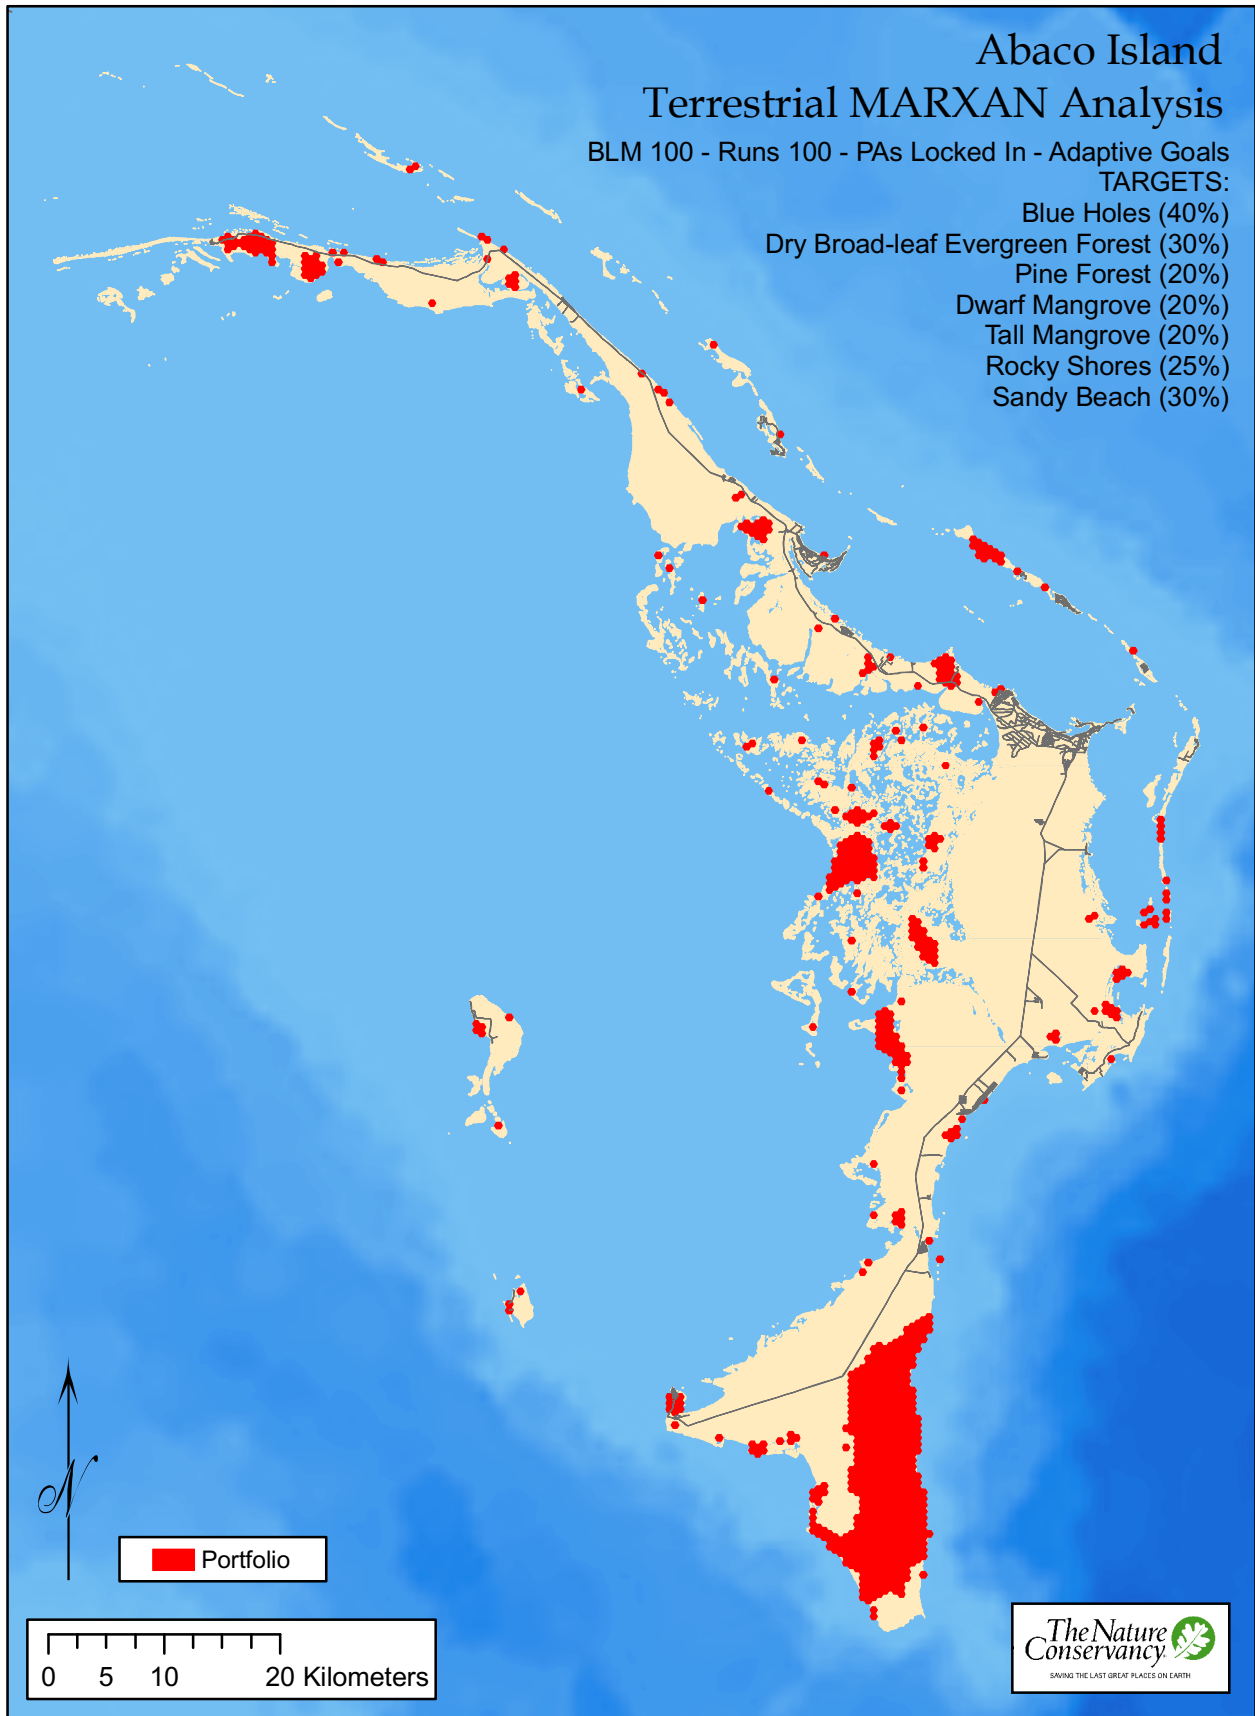 Abaco Island
Terrestrial MARXAN Analysis
BLM 100 - Runs 100 - PAs Locked In - Adaptive Goals
TARGETS:
Blue Holes (40%)
Dry Broad-leaf Evergreen Forest (30%)
Pine Forest (20%)
Dwarf Mangrove (20%)
Tall Mangrove (20%)
Rocky Shores (25%)
Sandy Beach (30%)
N
Portfolio
0 5 10 20 Kilometers
The Nature
Conservancy
SAVING THE LAST GREAT PLACES ON EARTH